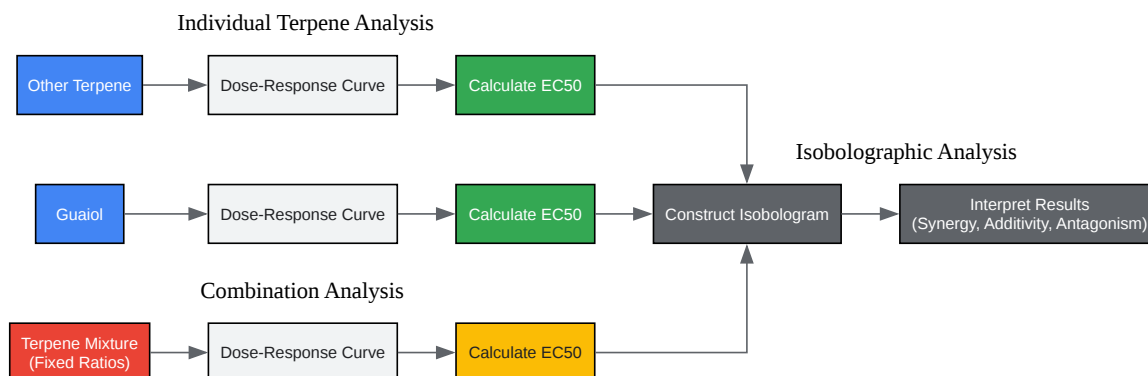 Individual Terpene Analysis
Other Terpene
Dose-Response Curve
Calculate EC50
Isobolographic Analysis
Guaiol
Dose-Response Curve
Calculate EC50
Construct Isobologram
Interpret Results
(Synergy, Additivity, Antagonism)
Combination Analysis
Terpene Mixture
(Fixed Ratios)
Dose-Response Curve
Calculate EC50